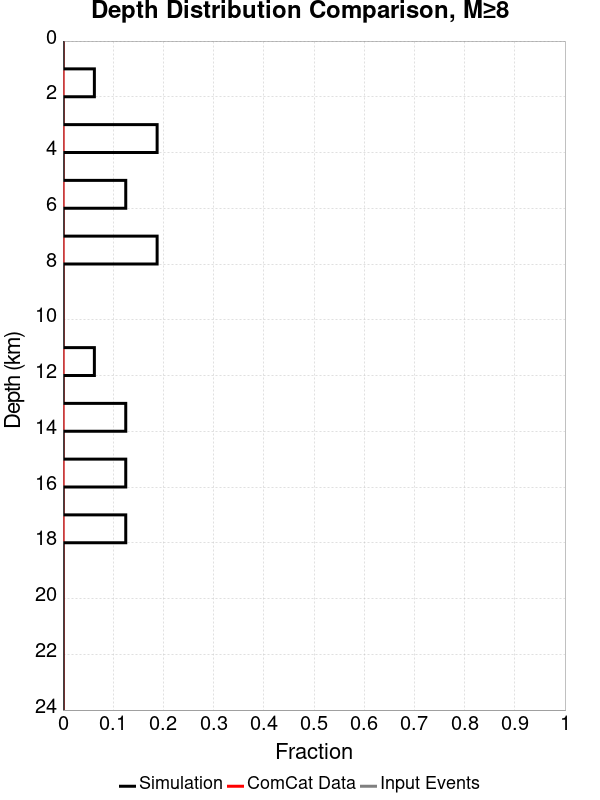 Depth Distribution Comparison, M≥8
0
2
4
6
8
10
12
14
16
18
20
22
24
Depth (km)
0 0.1 0.2 0.3 0.4 0.5 0.6 0.7 0.8 0.9 1
Fraction
Simulation ComCat Data Input Events